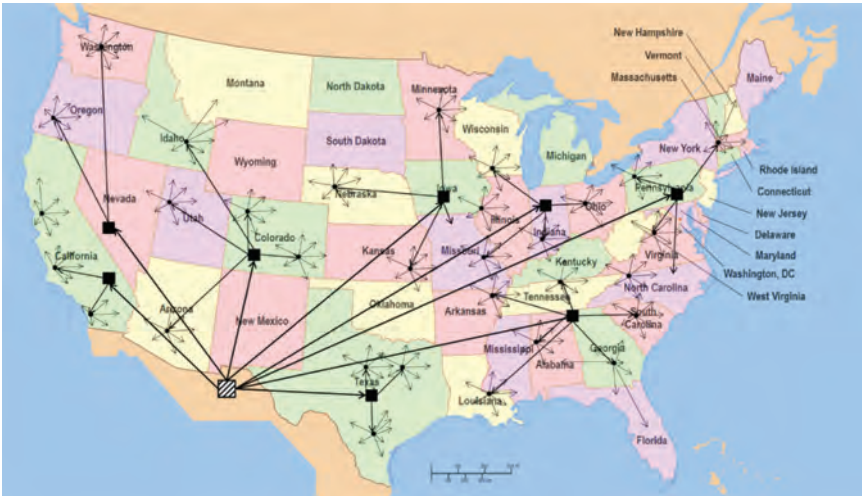 New Hampshire
Washington
Vermont
Montana
North Dakota
Minnesota
Massachusetts
Maine
Oregon
Idaho
Wisconsin
South Dakota
Michigan
New York
Wyoming
Rhode Island
Nebraska
Iowa
Pennsylvania
Connecticut
Nevada
Ohio
Utah
Illinois
Indiana
New Jersey
Colorado
Delaware
Kansas
Missouri
Virginia
Maryland
California
Kentucky
Washington, DC
North Carolina
West Virginia
Tennessee
Arizona
Oklahoma
New Mexico
Arkansas
South
Carolina
Mississippi
Georgia
Alabama
Texas
Louisiana
Florida